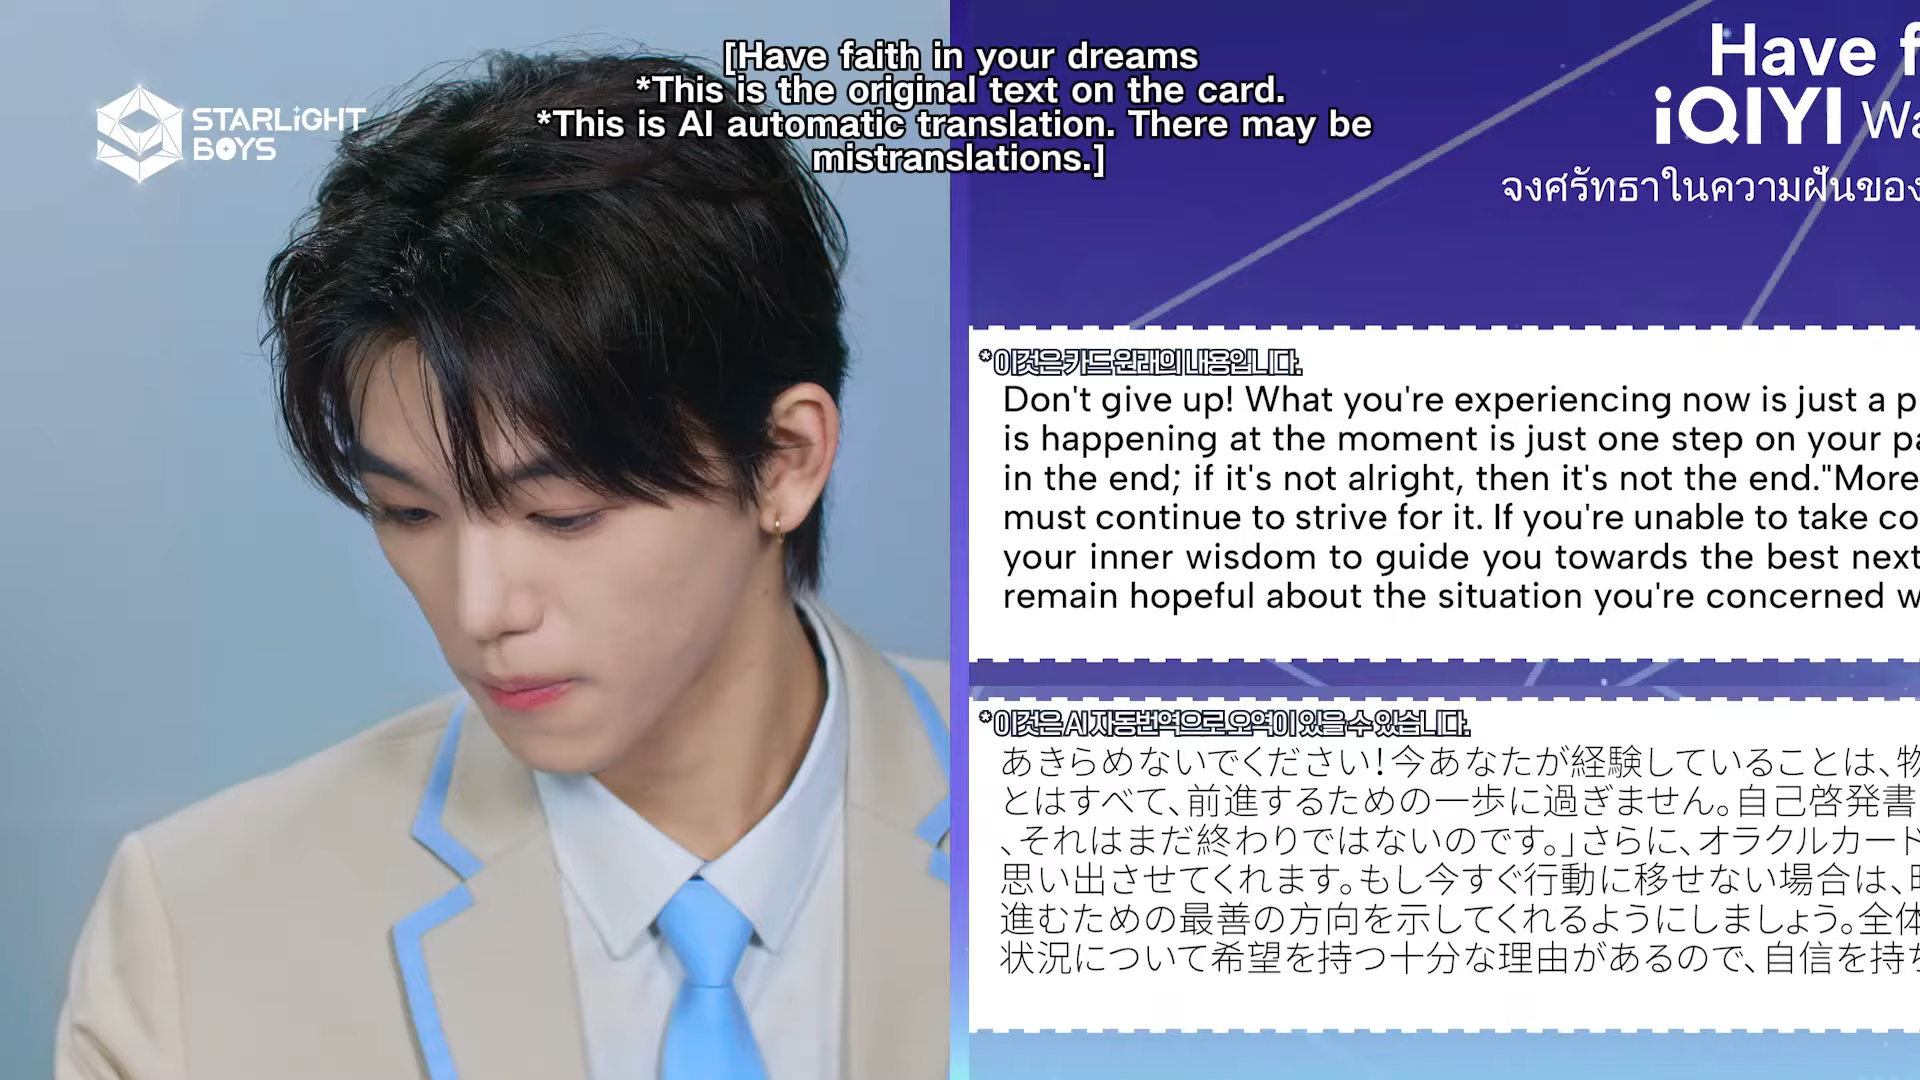 [Have faith in your dreams
*This is the original text on the card.
*This is AI automatic translation. There may be
mistranslations.]
STARLiGHT
BOYS
Have f
iQIYI Wa
จงศรัทธาในความฝันของ
*이것은 카드 원래의 내용입니다.
Don't give up! What you're experiencing now is just a p
is happening at the moment is just one step on your pa
in the end; if it's not alright, then it's not the end."More
must continue to strive for it. If you're unable to take co
your inner wisdom to guide you towards the best next
remain hopeful about the situation you're concerned w
*이것은 AI 자동번역으로 오역이 있을 수 있습니다.
あきらめないでください！今あなたが経験していることは、物
とはすべて、前進するための一歩に過ぎません。自己啓発書
、それはまだ終わりではないのです。」さらに、オラクルカード
思い出させてくれます。もし今すぐ行動に移せない場合は、
進むための最善の方向を示してくれるようにしましょう。全体
状況について希望を持つ十分な理由があるので、自信を持ち